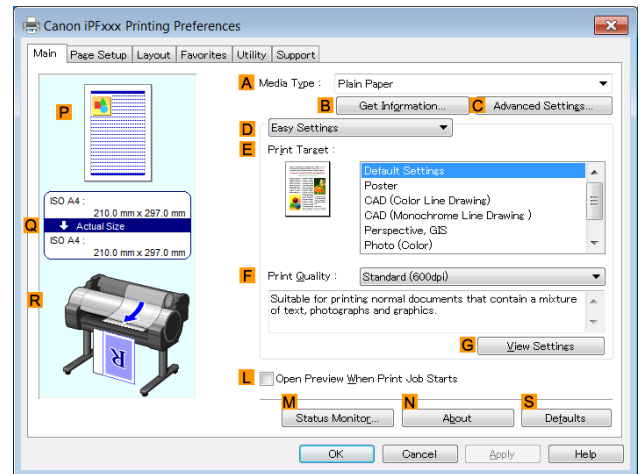 Canon iPFxxx Printing Preferences
Main Page Setup Layout Favorites Utility Support
A Media Type : Plain Paper
B Get Information... C Advanced Settings...
D Easy Settings
E Print Target :
Default Settings
Poster
CAD (Color Line Drawing)
CAD (Monochrome Line Drawing )
Perspective, GIS
Photo (Color)
F Print Quality : Standard (600dpi)
Suitable for printing normal documents that contain a mixture
of text, photographs and graphics.
G View Settings
L Open Preview When Print Job Starts
M Status Monitor... N About S Defaults
P
Q
ISO A4 :
210.0 mm x 297.0 mm
Actual Size
ISO A4 :
210.0 mm x 297.0 mm
R
R
OK Cancel Apply Help